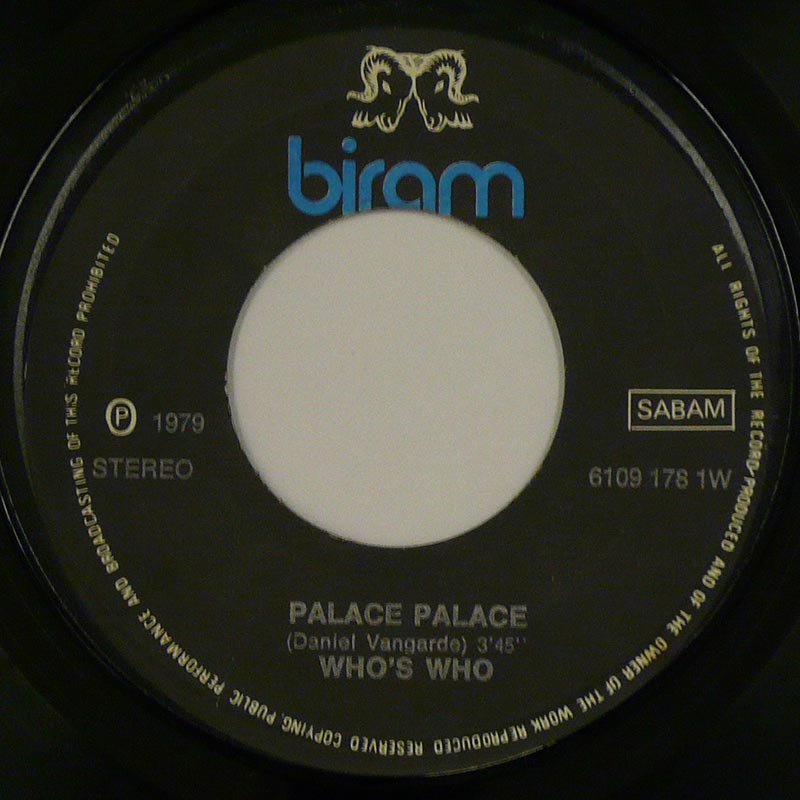 biram
ALL RIGHTS OF THE RECORD PRODUCED AND OF THE OWNER OF THE WORK REPRODUCED RESERVED COPYING, PUBLIC PERFORMANCE AND BROADCASTING OF THIS RECORD PROHIBITED
Ⓟ 1979
STEREO
SABAM
6109 178 1W
PALACE PALACE
(Daniel Vangarde) 3'45''
WHO'S WHO